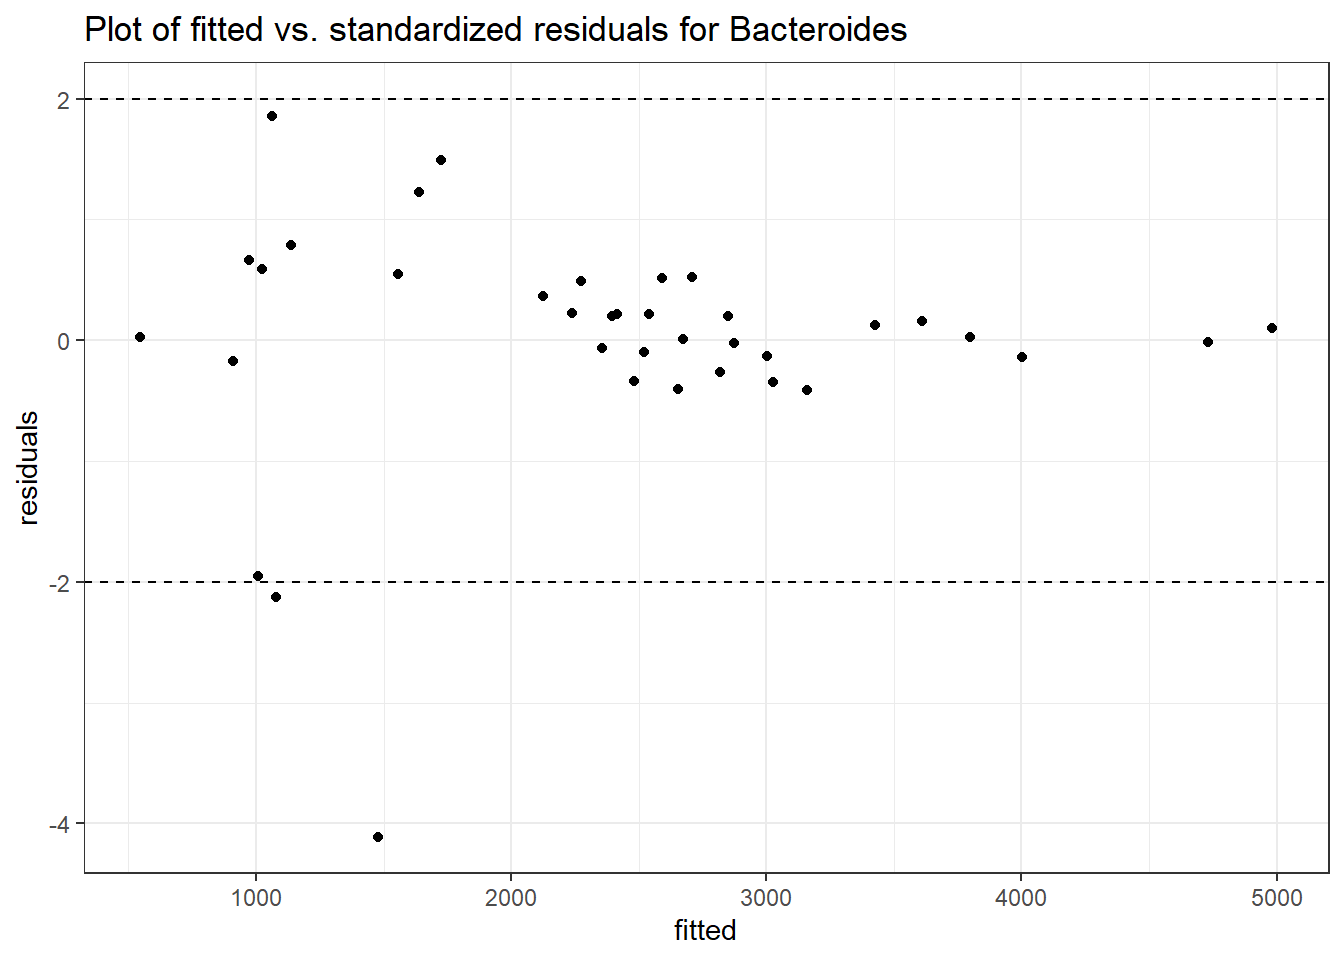 Plot of fitted vs. standardized residuals for Bacteroides
2
0
-2
-4
residuals
1000 2000 3000 4000 5000
fitted